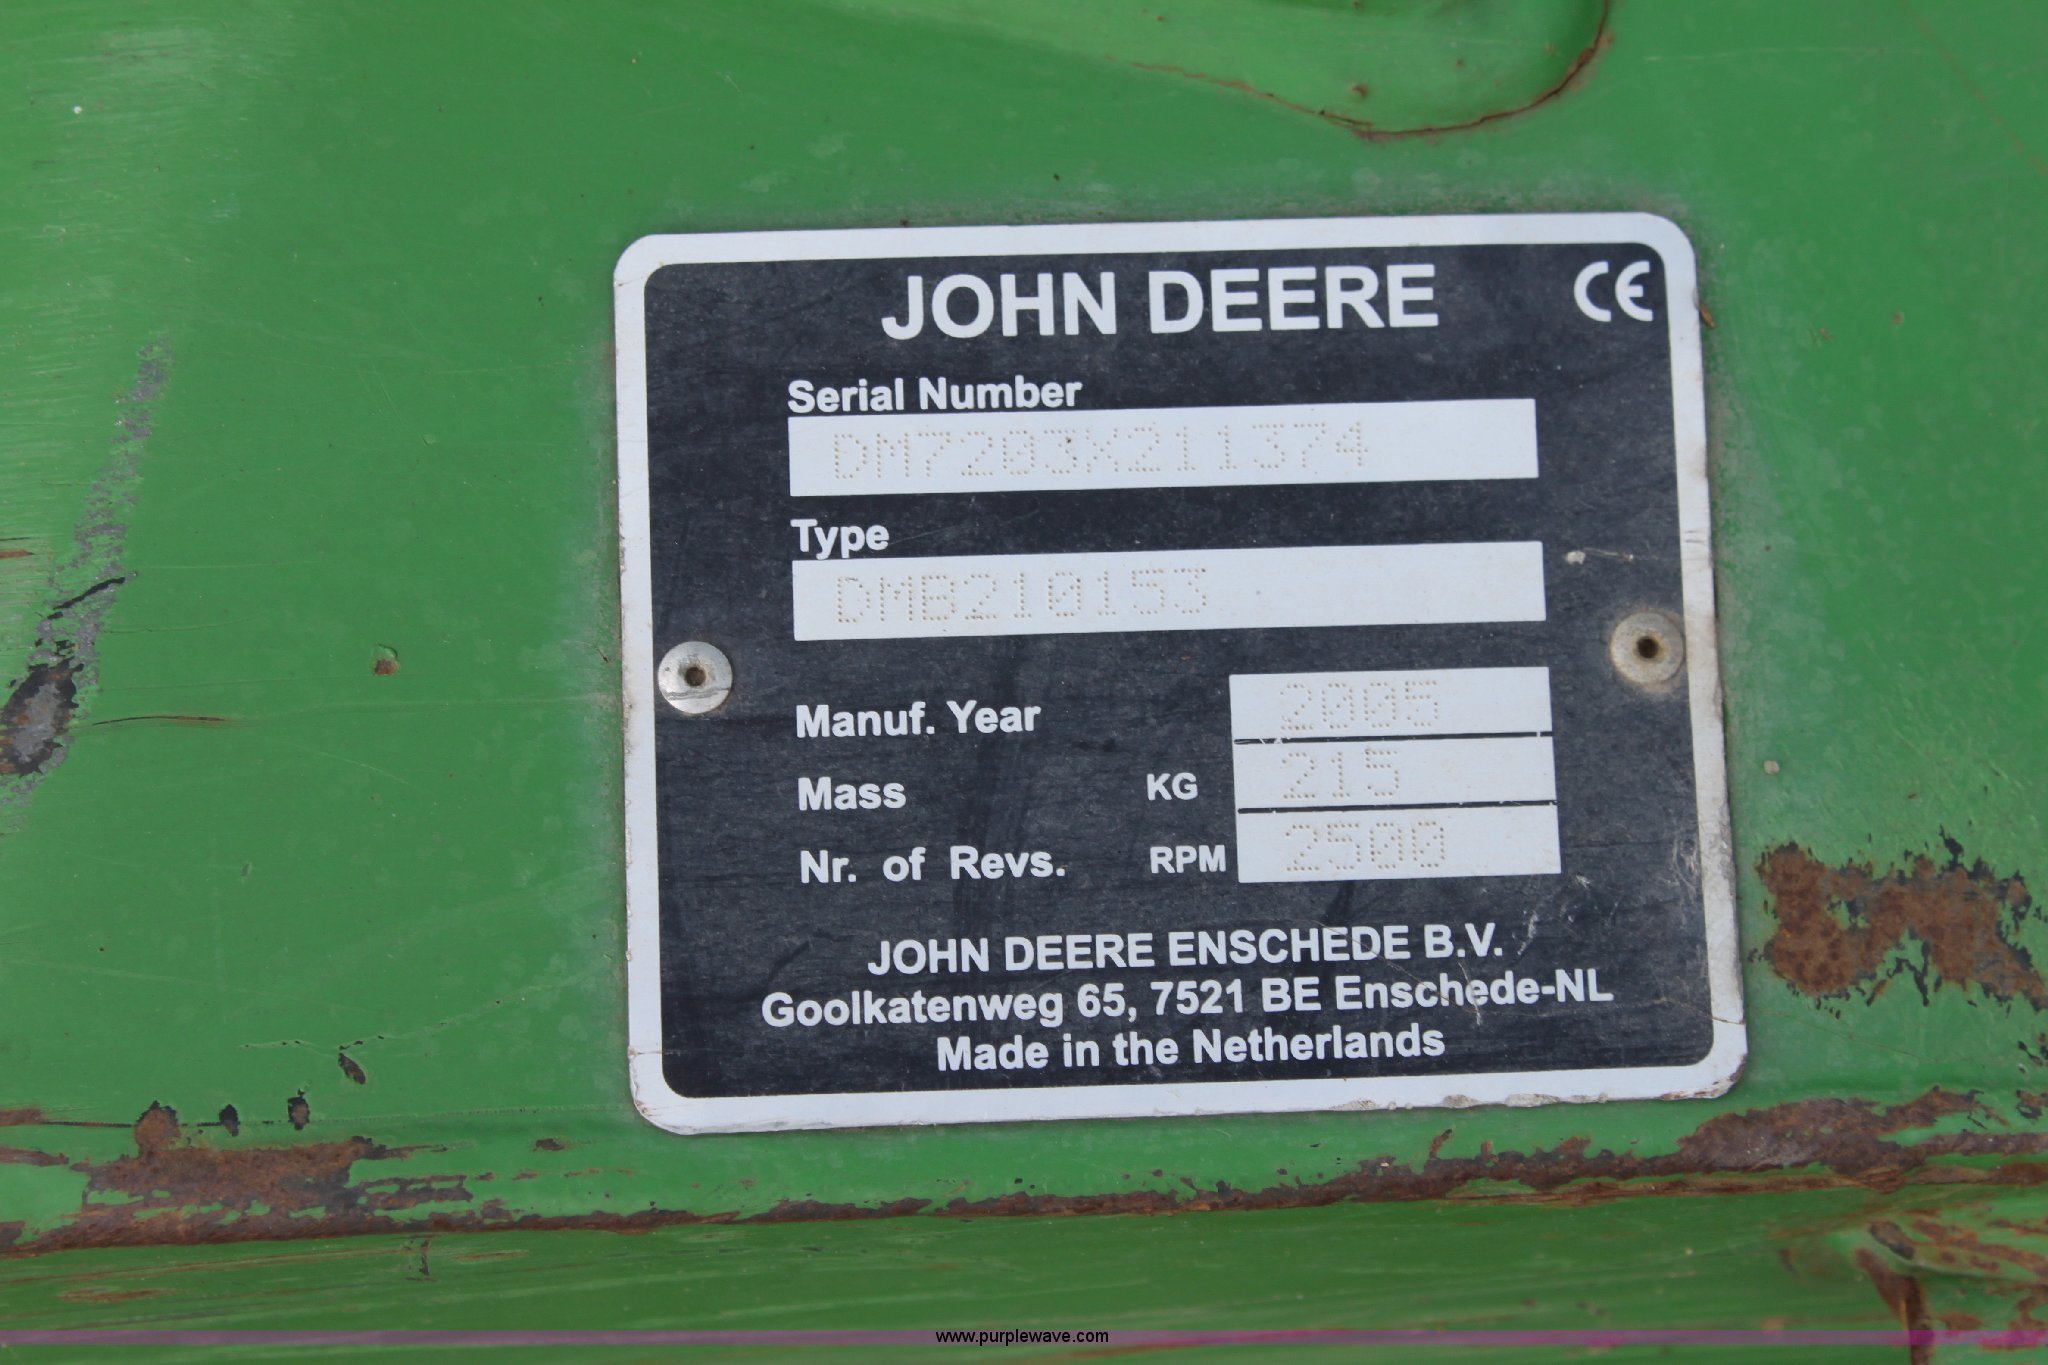 JOHN DEERE CE
Serial Number
DM7203X211374
Type
DMB210153
Manuf. Year 2005
Mass KG 215
Nr. of Revs. RPM 2500
JOHN DEERE ENSCHEDE B.V.
Goolkatenweg 65, 7521 BE Enschede-NL
Made in the Netherlands
www.purplewave.com